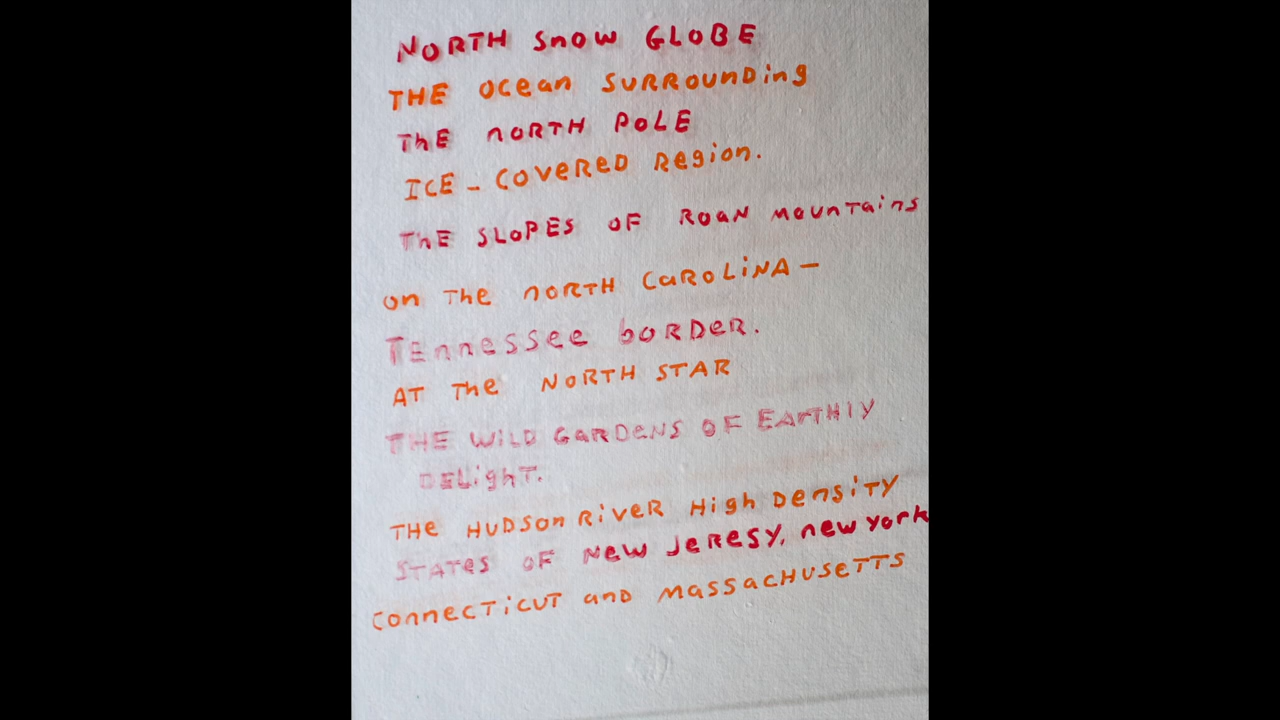 NORTH SnOW GLOBE
THE OCean SURROUnDing
ThE nORTH POLE
ICE - COVERED Region.
ThE SLOPES OF ROaN mounTains
on The nORTH CaROLiNA —
TEnnessee bORDeR.
AT The NORTH STAR
THE WiLD GaRDeNS OF EArTHlY
DELighT.
THe HUDSOn RiVeR High DensiTY
STATes OF New JeRESY, new York
ConnecTiCUT and MassaCHUSeTTS